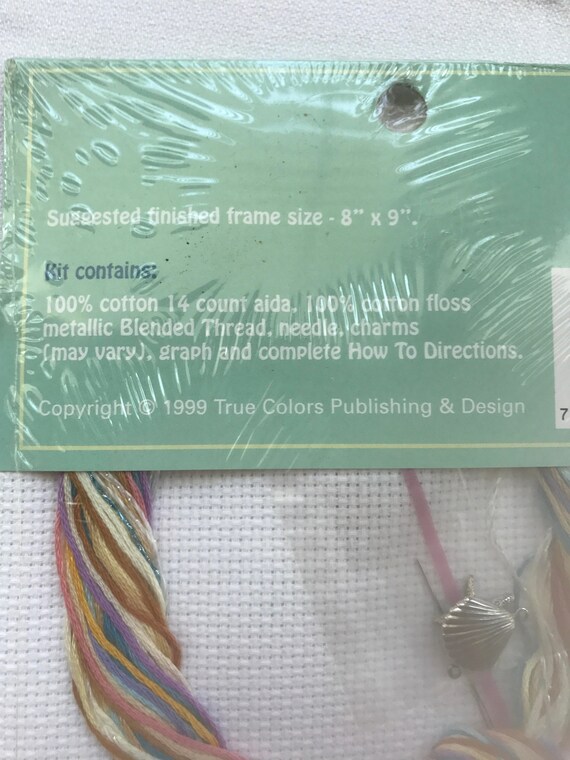 Suggested finished frame size - 8" x 9".
Kit contains:
100% cotton 14 count aida, 100% cotton floss
metallic Blended Thread, needle, charms
(may vary), graph and complete How To Directions.
Copyright © 1999 True Colors Publishing & Design
7